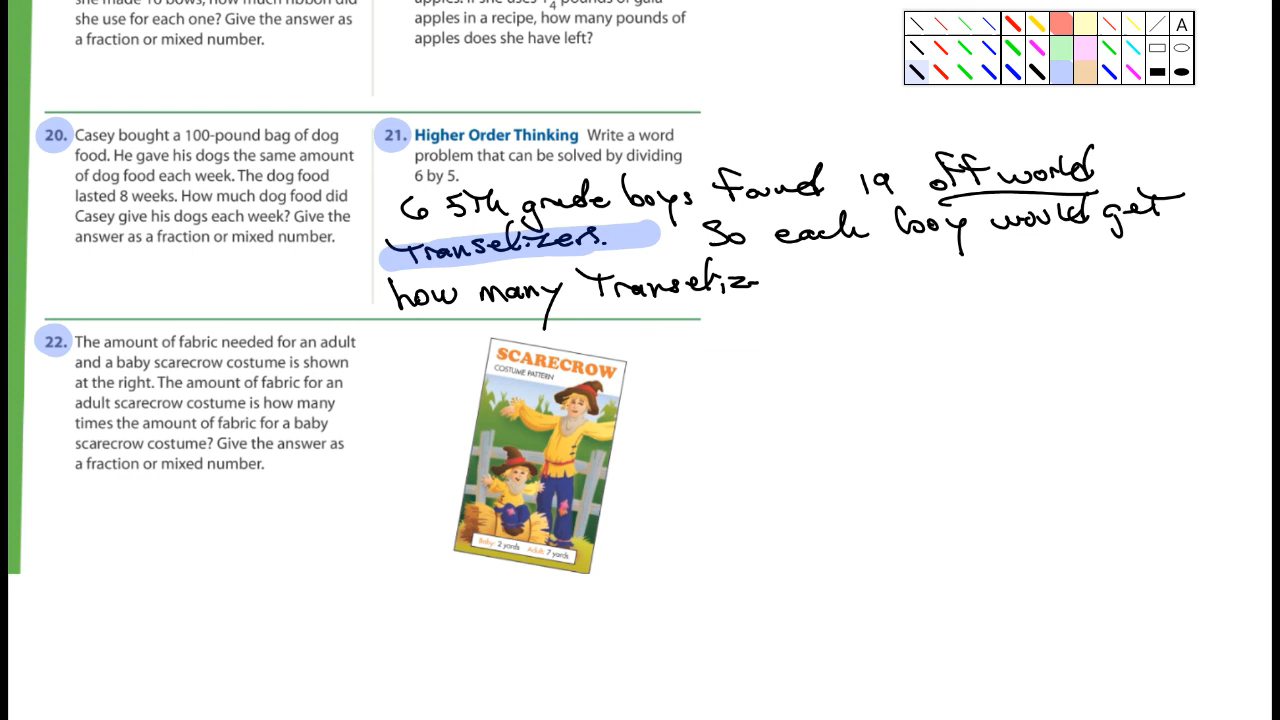 she use for each one? Give the answer as
a fraction or mixed number.
apples in a recipe, how many pounds of
apples does she have left?
A
20. Casey bought a 100-pound bag of dog
food. He gave his dogs the same amount
of dog food each week. The dog food
lasted 8 weeks. How much dog food did
Casey give his dogs each week? Give the
answer as a fraction or mixed number.
21. Higher Order Thinking Write a word
problem that can be solved by dividing
6 by 5.
6 5Th grade boys found 19 off world
Transelizers. So each boy would get
how many Transeliz
22. The amount of fabric needed for an adult
and a baby scarecrow costume is shown
at the right. The amount of fabric for an
adult scarecrow costume is how many
times the amount of fabric for a baby
scarecrow costume? Give the answer as
a fraction or mixed number.
SCARECROW
COSTUME PATTERN
Baby: 2 yards Adult: 7 yards